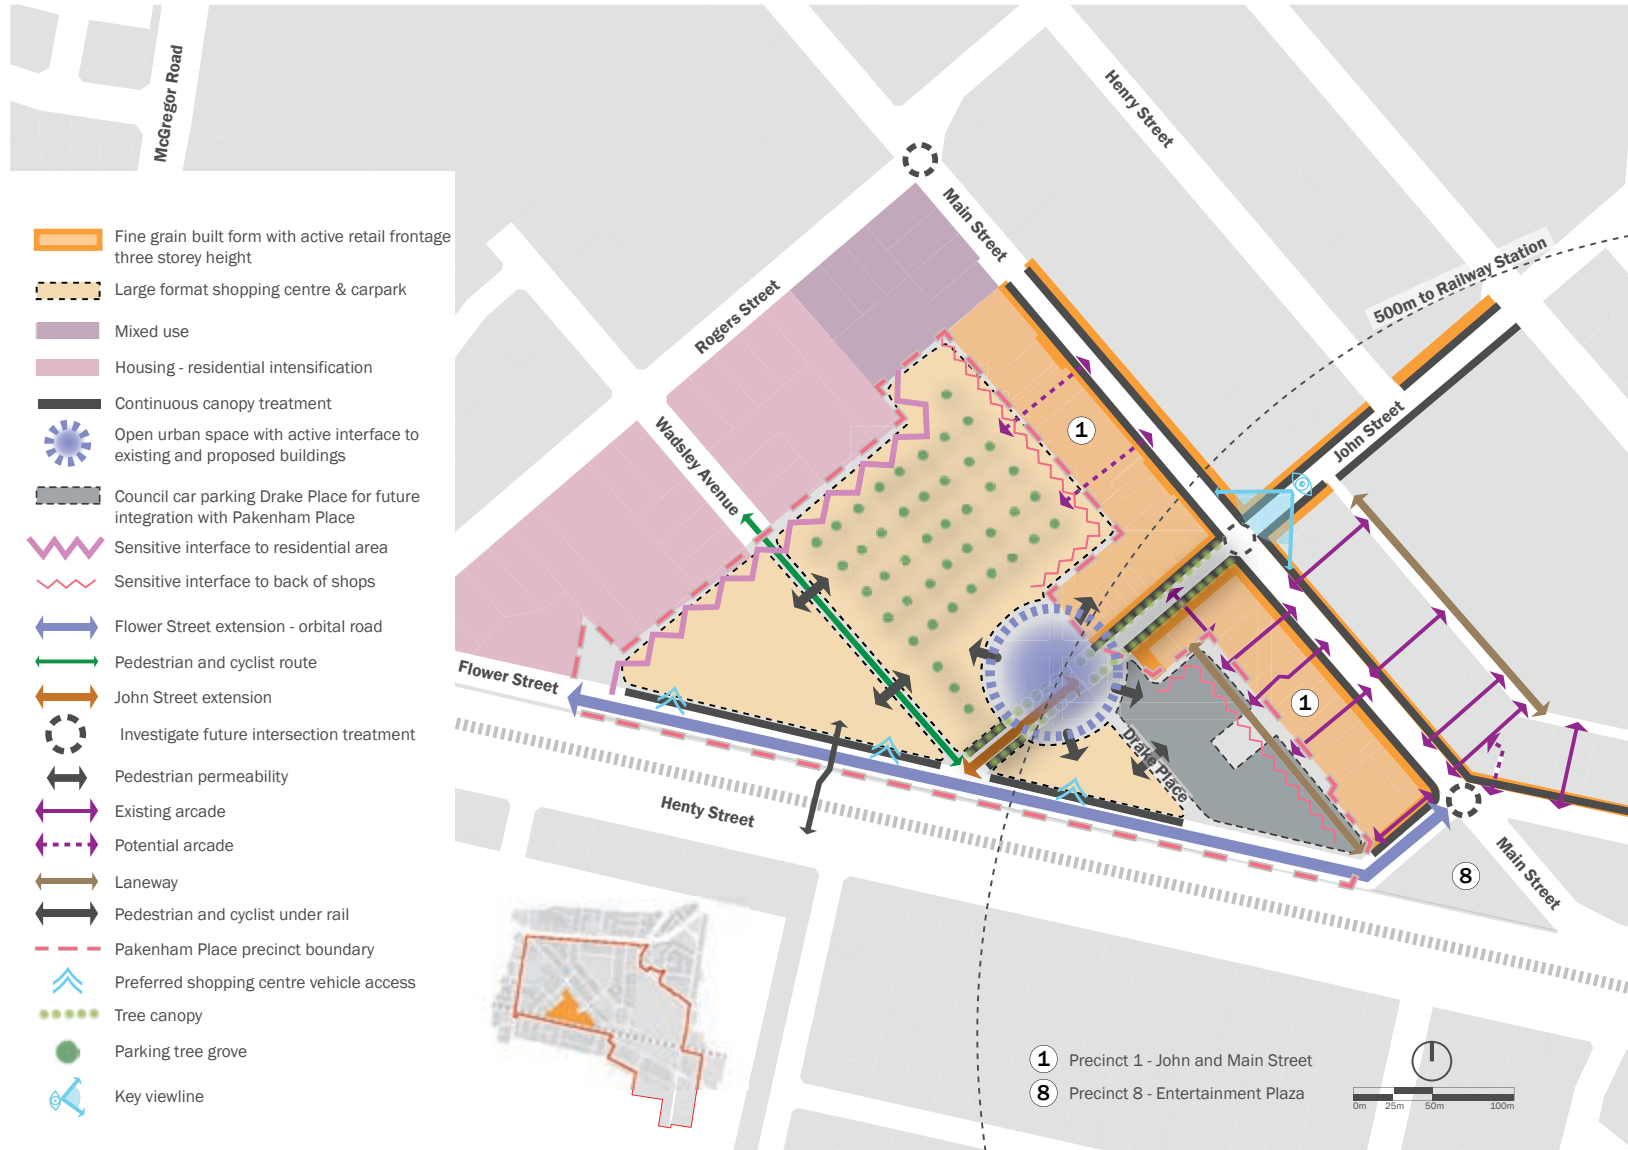 McGregor Road
Henry Street
Main Street
500m to Railway Station
Rogers Street
John Street
Wadsley Avenue
Flower Street
Drake Place
Henty Street
Main Street
1
1
8
Fine grain built form with active retail frontage
three storey height
Large format shopping centre & carpark
Mixed use
Housing - residential intensification
Continuous canopy treatment
Open urban space with active interface to
existing and proposed buildings
Council car parking Drake Place for future
integration with Pakenham Place
Sensitive interface to residential area
Sensitive interface to back of shops
Flower Street extension - orbital road
Pedestrian and cyclist route
John Street extension
Investigate future intersection treatment
Pedestrian permeability
Existing arcade
Potential arcade
Laneway
Pedestrian and cyclist under rail
Pakenham Place precinct boundary
Preferred shopping centre vehicle access
Tree canopy
Parking tree grove
Key viewline
1 Precinct 1 - John and Main Street
8 Precinct 8 - Entertainment Plaza
0m 25m 50m 100m